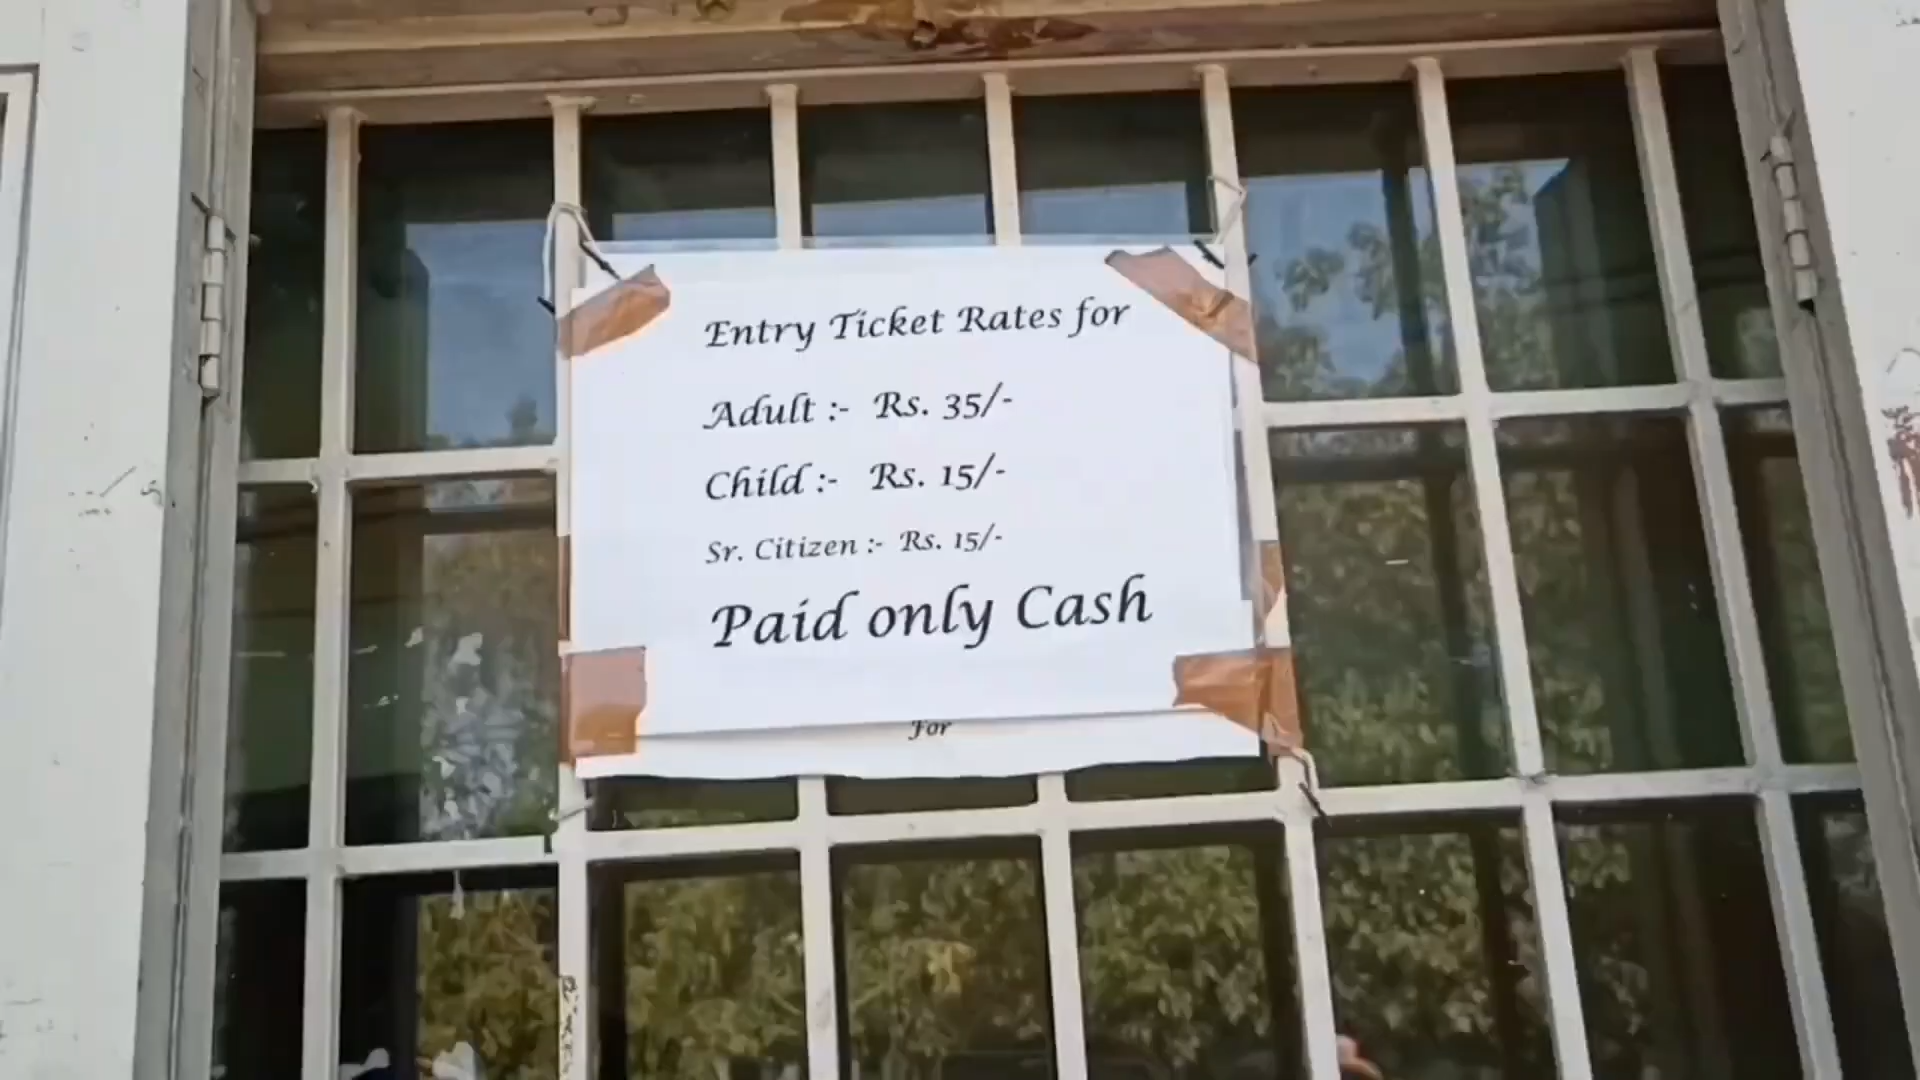 Entry Ticket Rates for
Adult :- Rs. 35/-
Child :- Rs. 15/-
Sr. Citizen :- Rs. 15/-
Paid only Cash
For